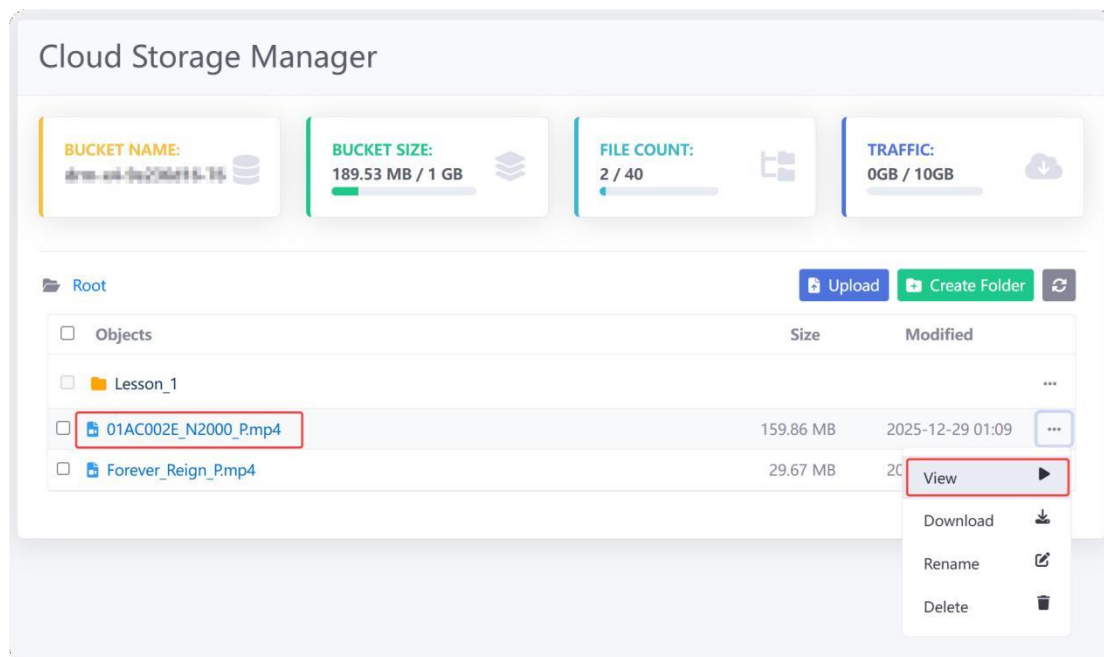 Cloud Storage Manager
BUCKET NAME:
BUCKET SIZE:
189.53 MB / 1 GB
FILE COUNT:
2 / 40
TRAFFIC:
0GB / 10GB
Root
Upload
Create Folder
Objects Size Modified
Lesson_1 ...
01AC002E_N2000_P.mp4 159.86 MB 2025-12-29 01:09 ...
Forever_Reign_P.mp4 29.67 MB
View
Download
Rename
Delete